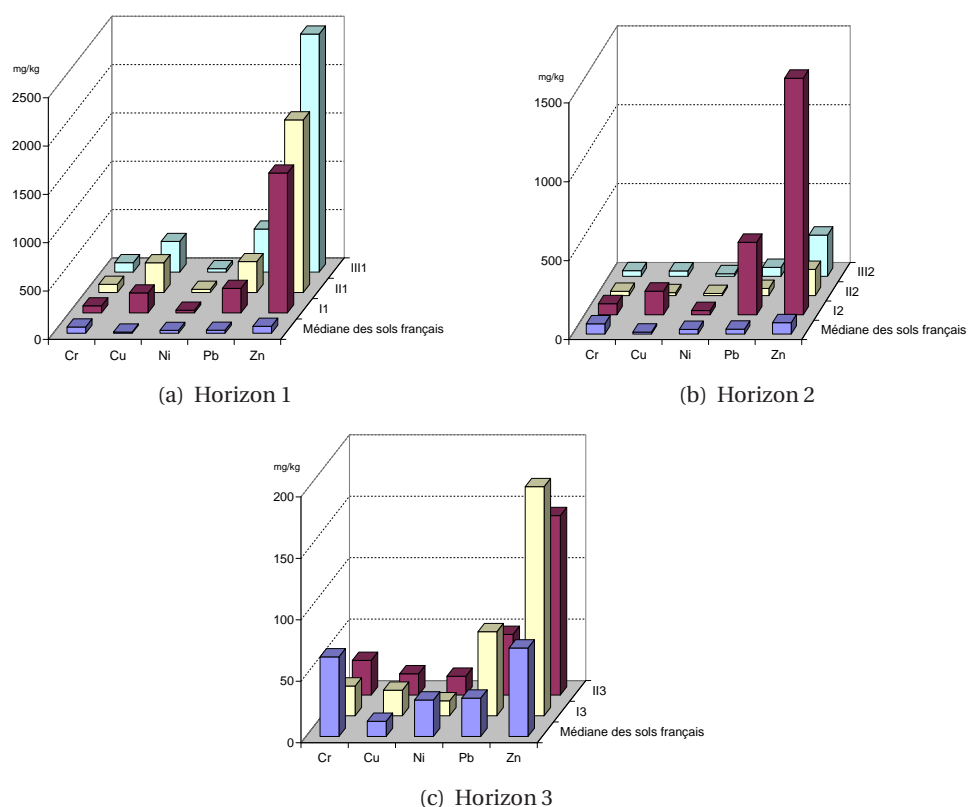 mg/kg
2500
2000
1500
1000
500
0
Cr Cu Ni Pb Zn
III1
II1
I1
Médiane des sols français
(a) Horizon 1
mg/kg
1500
1000
500
0
Cr Cu Ni Pb Zn
III2
II2
I2
Médiane des sols français
(b) Horizon 2
mg/kg
200
150
100
50
0
Cr Cu Ni Pb Zn
II3
I3
Médiane des sols français
(c) Horizon 3